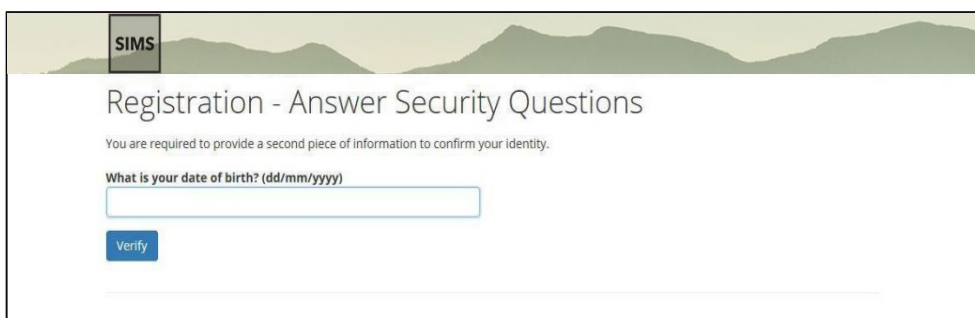 SIMS
Registration - Answer Security Questions
You are required to provide a second piece of information to confirm your identity.
What is your date of birth? (dd/mm/yyyy)
Verify